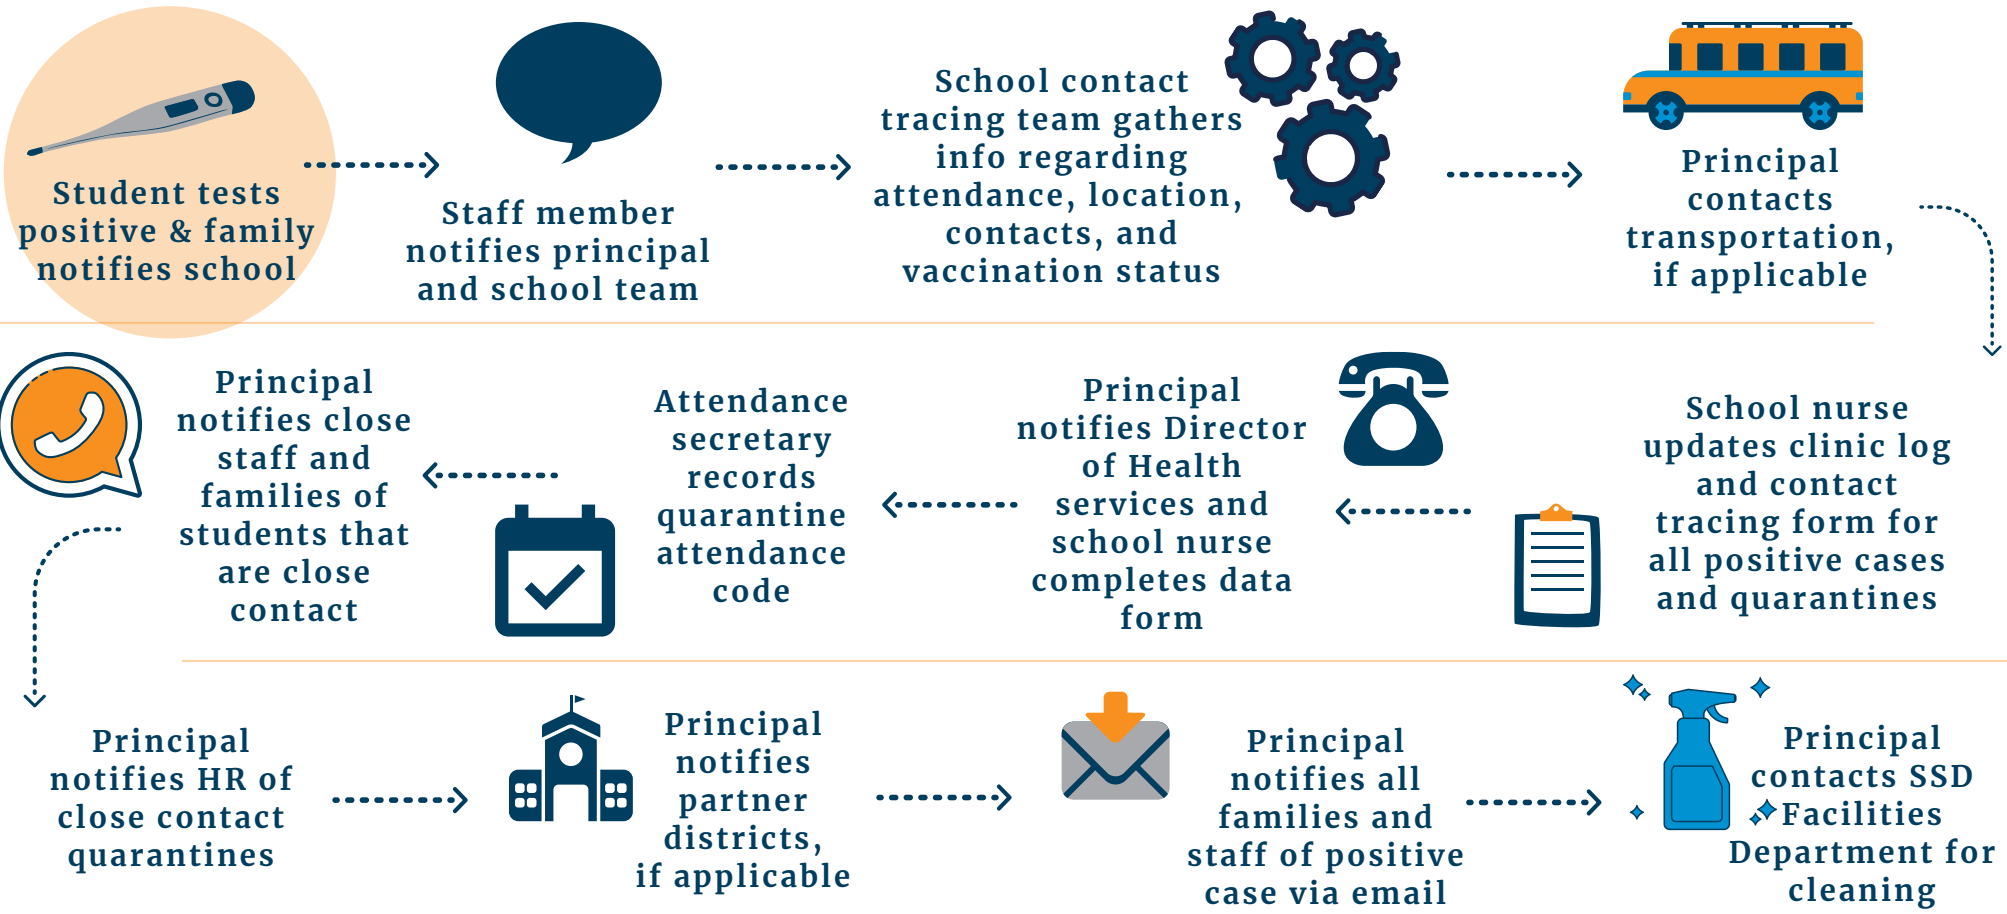 Student tests
positive & family
notifies school
Staff member
notifies principal
and school team
School contact
tracing team gathers
info regarding
attendance, location,
contacts, and
vaccination status
Principal
contacts
transportation,
if applicable
School nurse
updates clinic log
and contact
tracing form for
all positive cases
and quarantines
Principal
notifies Director
of Health
services and
school nurse
completes data
form
Attendance
secretary
records
quarantine
attendance
code
Principal
notifies close
staff and
families of
students that
are close
contact
Principal
notifies HR of
close contact
quarantines
Principal
notifies
partner
districts,
if applicable
Principal
notifies all
families and
staff of positive
case via email
Principal
contacts SSD
Facilities
Department for
cleaning